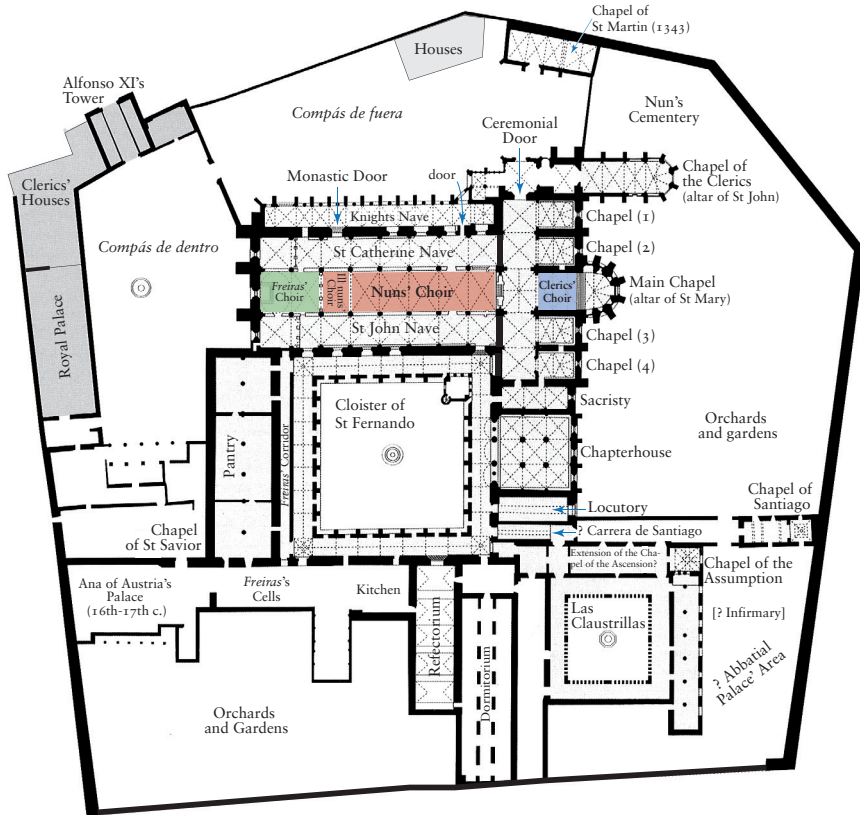 Chapel of
St Martin (1343)
Houses
Alfonso XI's
Tower
Compás de fuera
Nun's
Cementery
Ceremonial
Door
Monastic Door
door
Chapel of
the Clerics
(altar of St John)
Clerics'
Houses
Knights Nave
Chapel (1)
Compás de dentro
St Catherine Nave
Chapel (2)
Freiras'
Choir
Ill nuns'
Choir
Nuns' Choir
Clerics'
Choir
Main Chapel
(altar of St Mary)
St John Nave
Chapel (3)
Royal Palace
Chapel (4)
Cloister of
St Fernando
Sacristy
Orchards
and gardens
Pantry
Freiras' Corridor
Chapterhouse
Chapel of
Santiago
Locutory
? Carrera de Santiago
Chapel
of St Savior
Extension of the Cha-
pel of the Ascension?
Chapel of the
Assumption
Ana of Austria's
Palace
(16th-17th c.)
Freiras's
Cells
Kitchen
Refectorium
Las
Claustrillas
[? Infirmary]
? Abbatial
Palace' Area
Dormitorium
Orchards
and Gardens